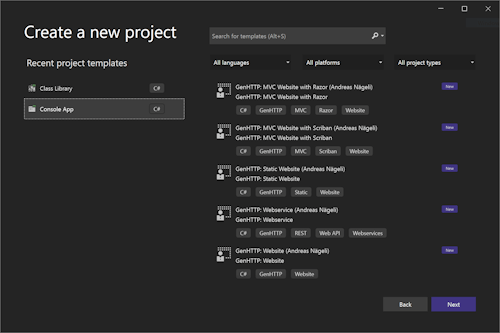 Create a new project
Search for templates (Alt+S)
Recent project templates
All languages
All platforms
All project types
Class Library
C#
Console App
C#
GenHTTP: MVC Website with Razor (Andreas Nägeli)
New
GenHTTP: MVC Website with Razor
C# GenHTTP MVC Razor Website
GenHTTP: MVC Website with Scriban (Andreas Nägeli)
New
GenHTTP: MVC Website with Scriban
C# GenHTTP MVC Scriban Website
GenHTTP: Static Website (Andreas Nägeli)
New
GenHTTP: Static Website
C# GenHTTP Static Website
GenHTTP: Webservice (Andreas Nägeli)
New
GenHTTP: Webservice
C# GenHTTP REST Web API Webservices
GenHTTP: Website (Andreas Nägeli)
New
GenHTTP: Website
C# GenHTTP Website
Back
Next